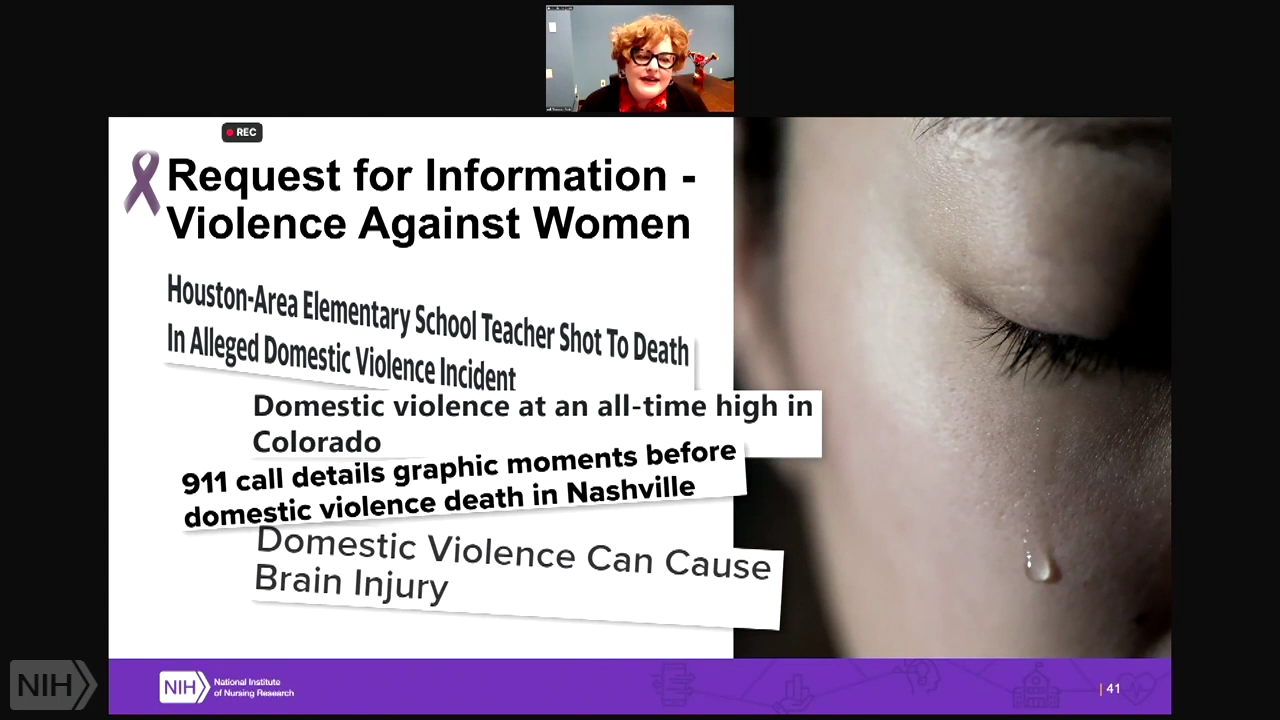 REC
Request for Information -
Violence Against Women
Houston-Area Elementary School Teacher Shot To Death
In Alleged Domestic Violence Incident
Domestic violence at an all-time high in
Colorado
911 call details graphic moments before
domestic violence death in Nashville
Domestic Violence Can Cause
Brain Injury
NIH
NIH
National Institute
of Nursing Research
| 41